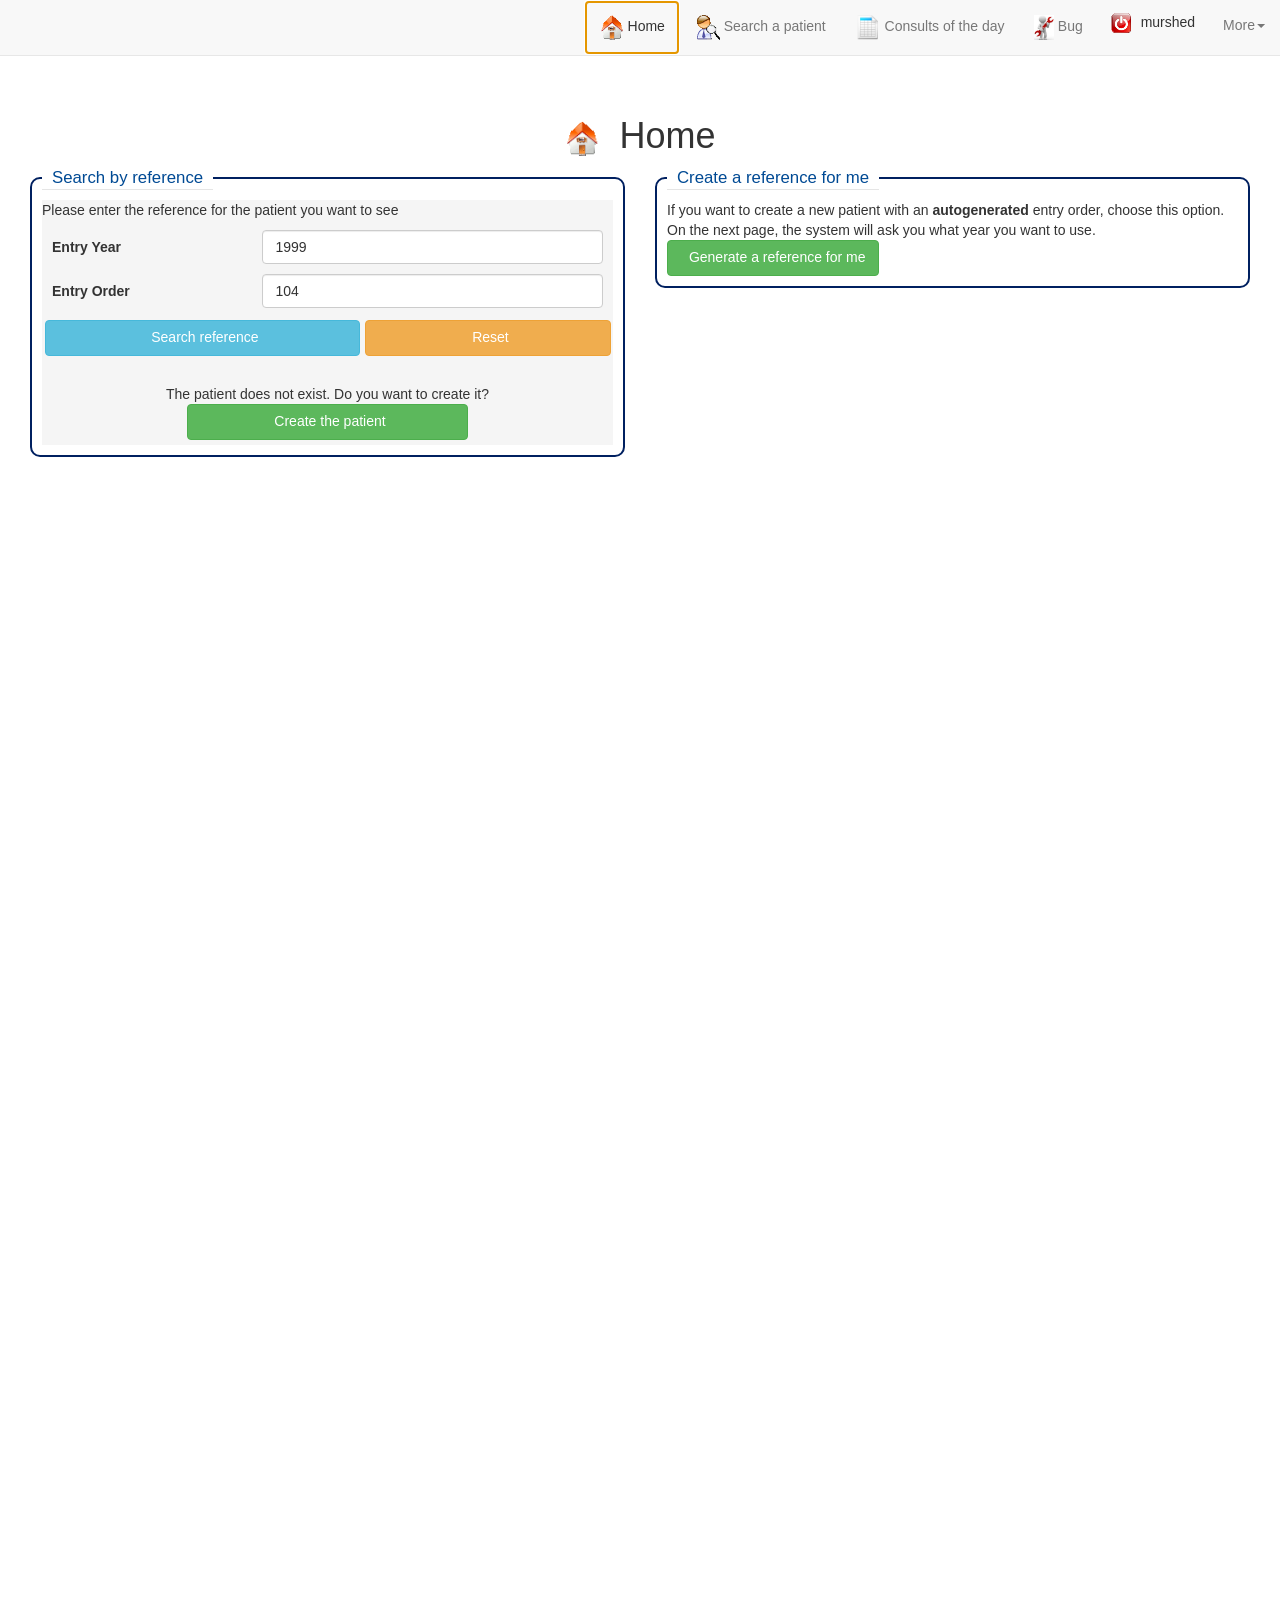 Home
Search a patient
Consults of the day
Bug
murshed
More
Home
Search by reference
Please enter the reference for the patient you want to see
Entry Year
1999
Entry Order
104
Search reference
Reset
The patient does not exist. Do you want to create it?
Create the patient
Create a reference for me
If you want to create a new patient with an autogenerated entry order, choose this option.
On the next page, the system will ask you what year you want to use.
Generate a reference for me